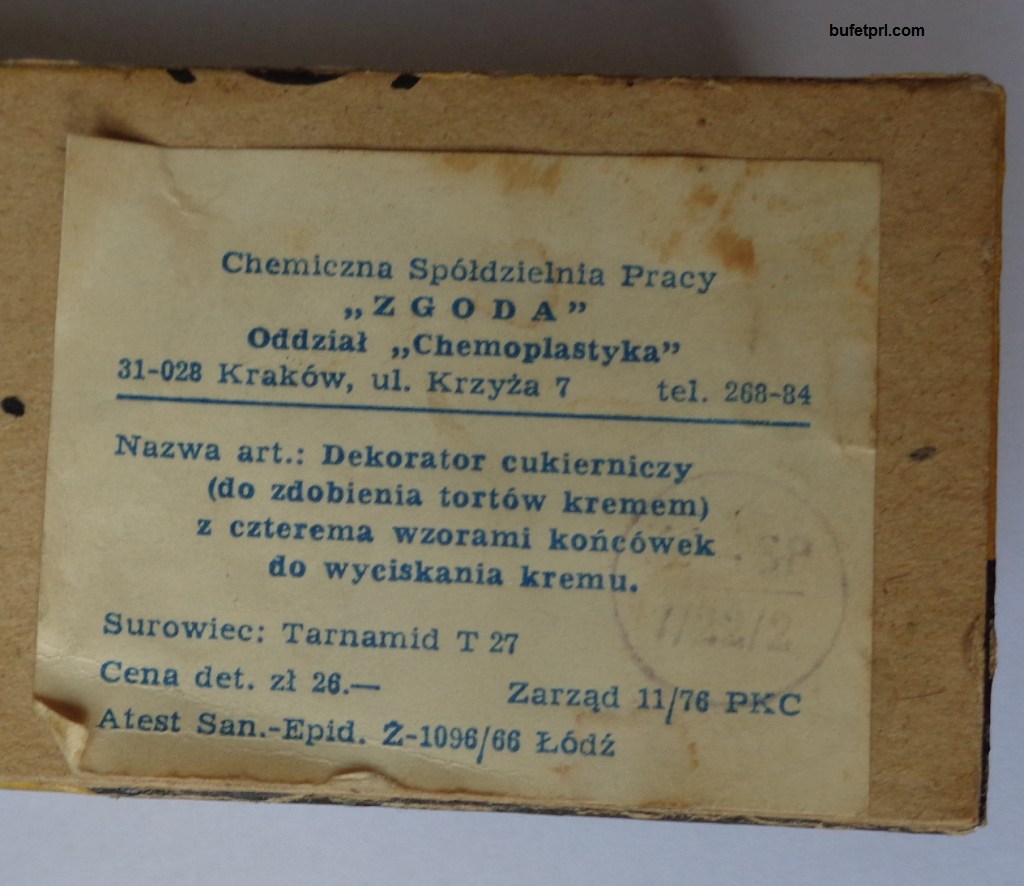 bufetprl.com
Chemiczna Spółdzielnia Pracy
„ZGODA”
Oddział „Chemoplastyka”
31-028 Kraków, ul. Krzyża 7 tel. 268-84
Nazwa art.: Dekorator cukierniczy
(do zdobienia tortów kremem)
z czterema wzorami końcówek
do wyciskania kremu.
Surowiec: Tarnamid T 27
Cena det. zł 26.—
Zarząd 11/76 PKC
Atest San.-Epid. Ż-1096/66 Łódź